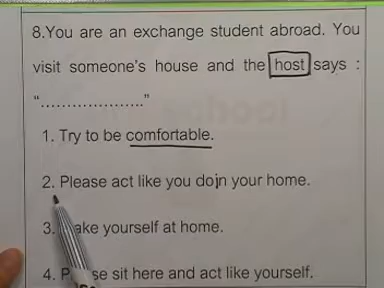 8.You are an exchange student abroad. You
visit someone's house and the host says :
"...................."
1. Try to be comfortable.
2. Please act like you do in your home.
3. ake yourself at home.
4. P se sit here and act like yourself.